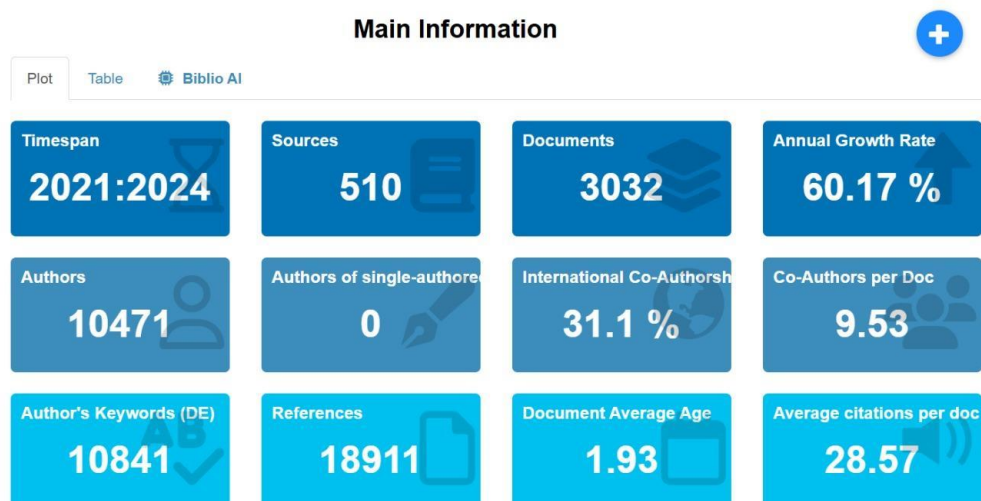 Main Information
Plot Table Biblio AI
Timespan Sources Documents Annual Growth Rate
2021:2024 510 3032 60.17 %
Authors Authors of single-authored International Co-Authorsh Co-Authors per Doc
10471 0 31.1 % 9.53
Author's Keywords (DE) References Document Average Age Average citations per doc
10841 18911 1.93 28.57